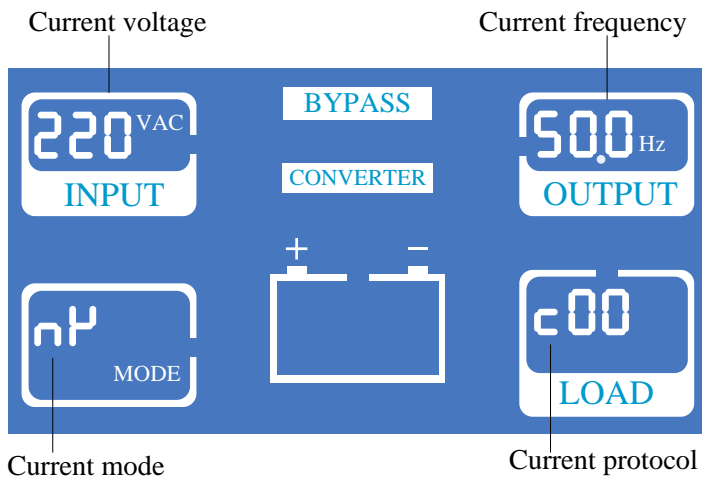 Current voltage
Current frequency
220 VAC
INPUT
BYPASS
CONVERTER
50.0 Hz
OUTPUT
+ −
MODE
c00
LOAD
Current mode
Current protocol